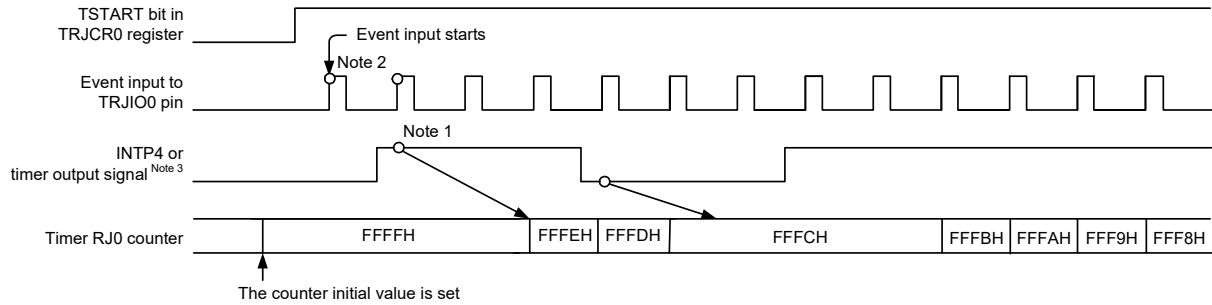 TSTART bit in
TRJCR0 register
Event input starts
Note 2
Event input to
TRJIO0 pin
Note 1
INTP4 or
timer output signal Note 3
Timer RJ0 counter
FFFFH
FFFEH
FFFDH
FFFCH
FFFBH
FFFAH
FFF9H
FFF8H
The counter initial value is set